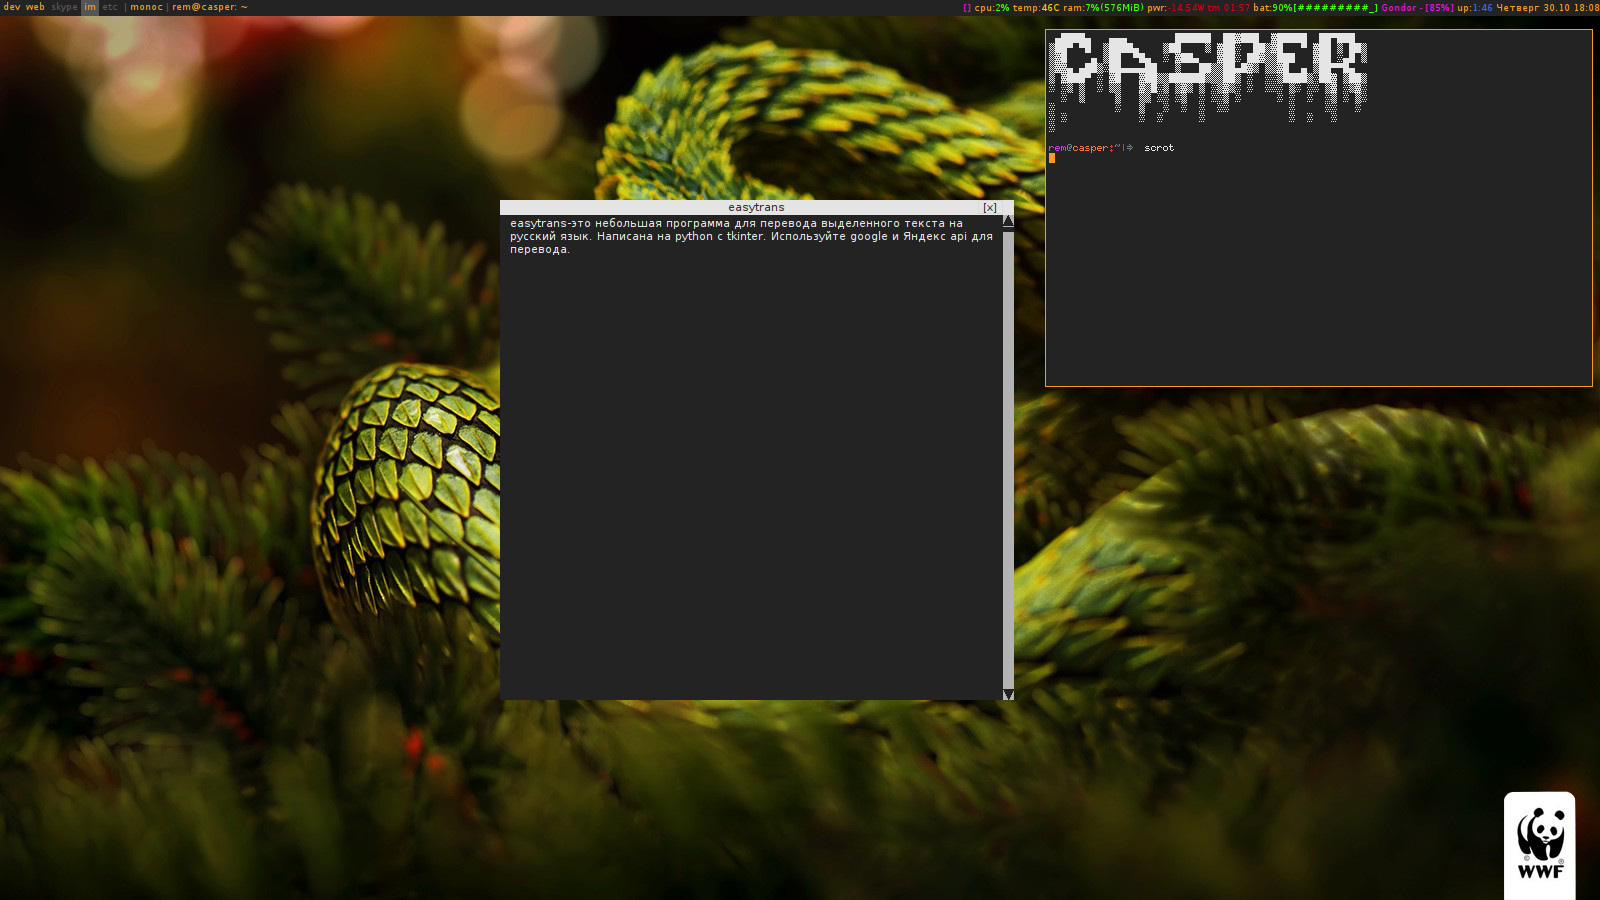 dev web skype im etc | monoc | rem@casper: ~
[] cpu:2% temp:46C ram:7%(576MiB) pwr:-14.54W tm 01:57 bat:90%[#########_] Gondor - [85%] up:1:46 Четверг 30.10 18:08
CASPER
rem@casper:~|⇒ scrot
easytrans [x]
easytrans-это небольшая программа для перевода выделенного текста на
русский язык. Написана на python с tkinter. Используйте google и Яндекс api для
перевода.
© ®
WWF